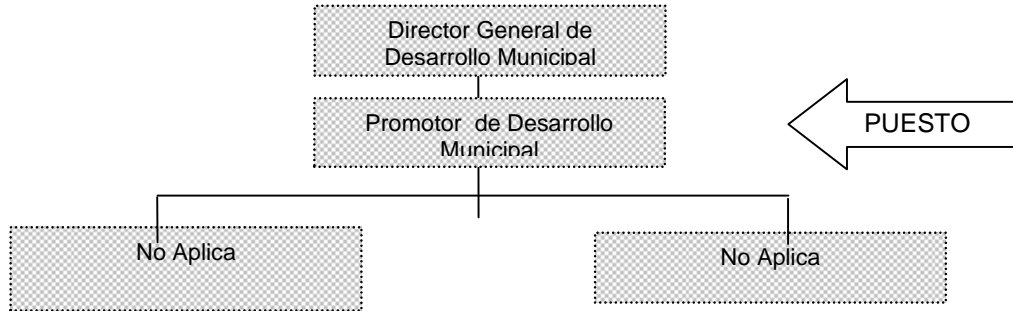 Director General de
Desarrollo Municipal
Promotor de Desarrollo
Municipal
PUESTO
No Aplica
No Aplica